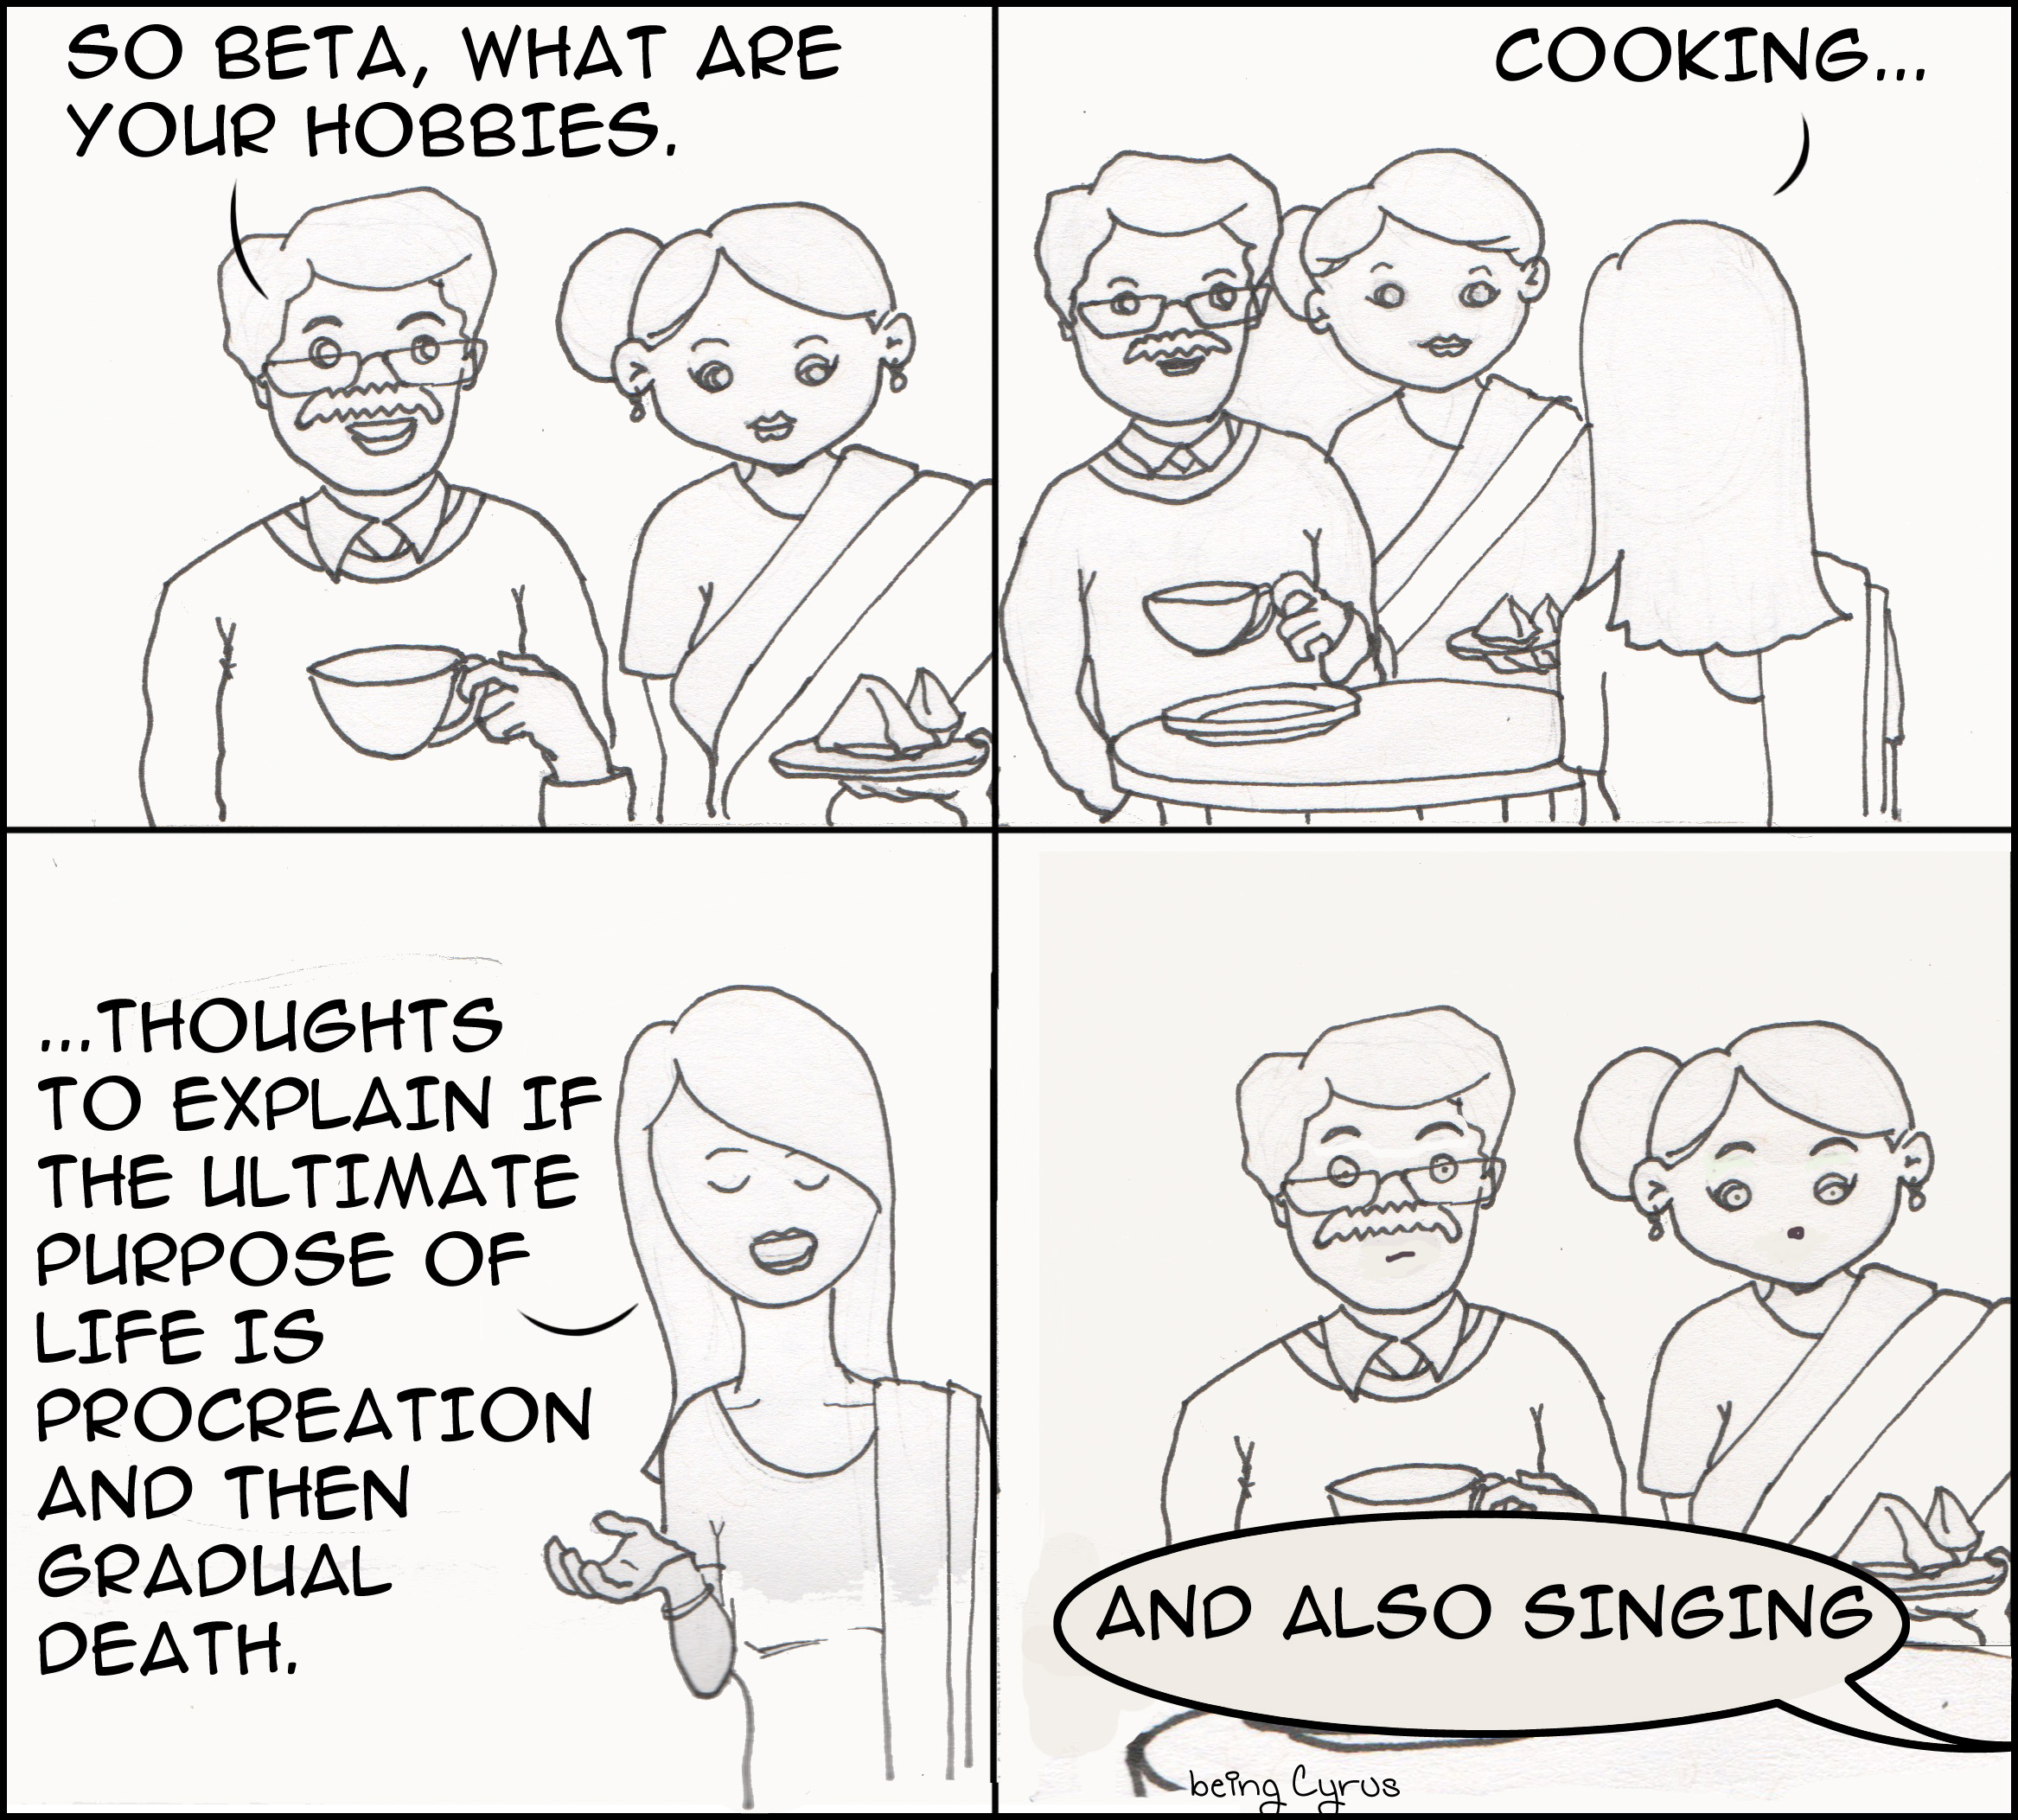 SO BETA, WHAT ARE
YOUR HOBBIES.
COOKING...
...THOUGHTS
TO EXPLAIN IF
THE ULTIMATE
PURPOSE OF
LIFE IS
PROCREATION
AND THEN
GRADUAL
DEATH.
AND ALSO SINGING
being Cyrus